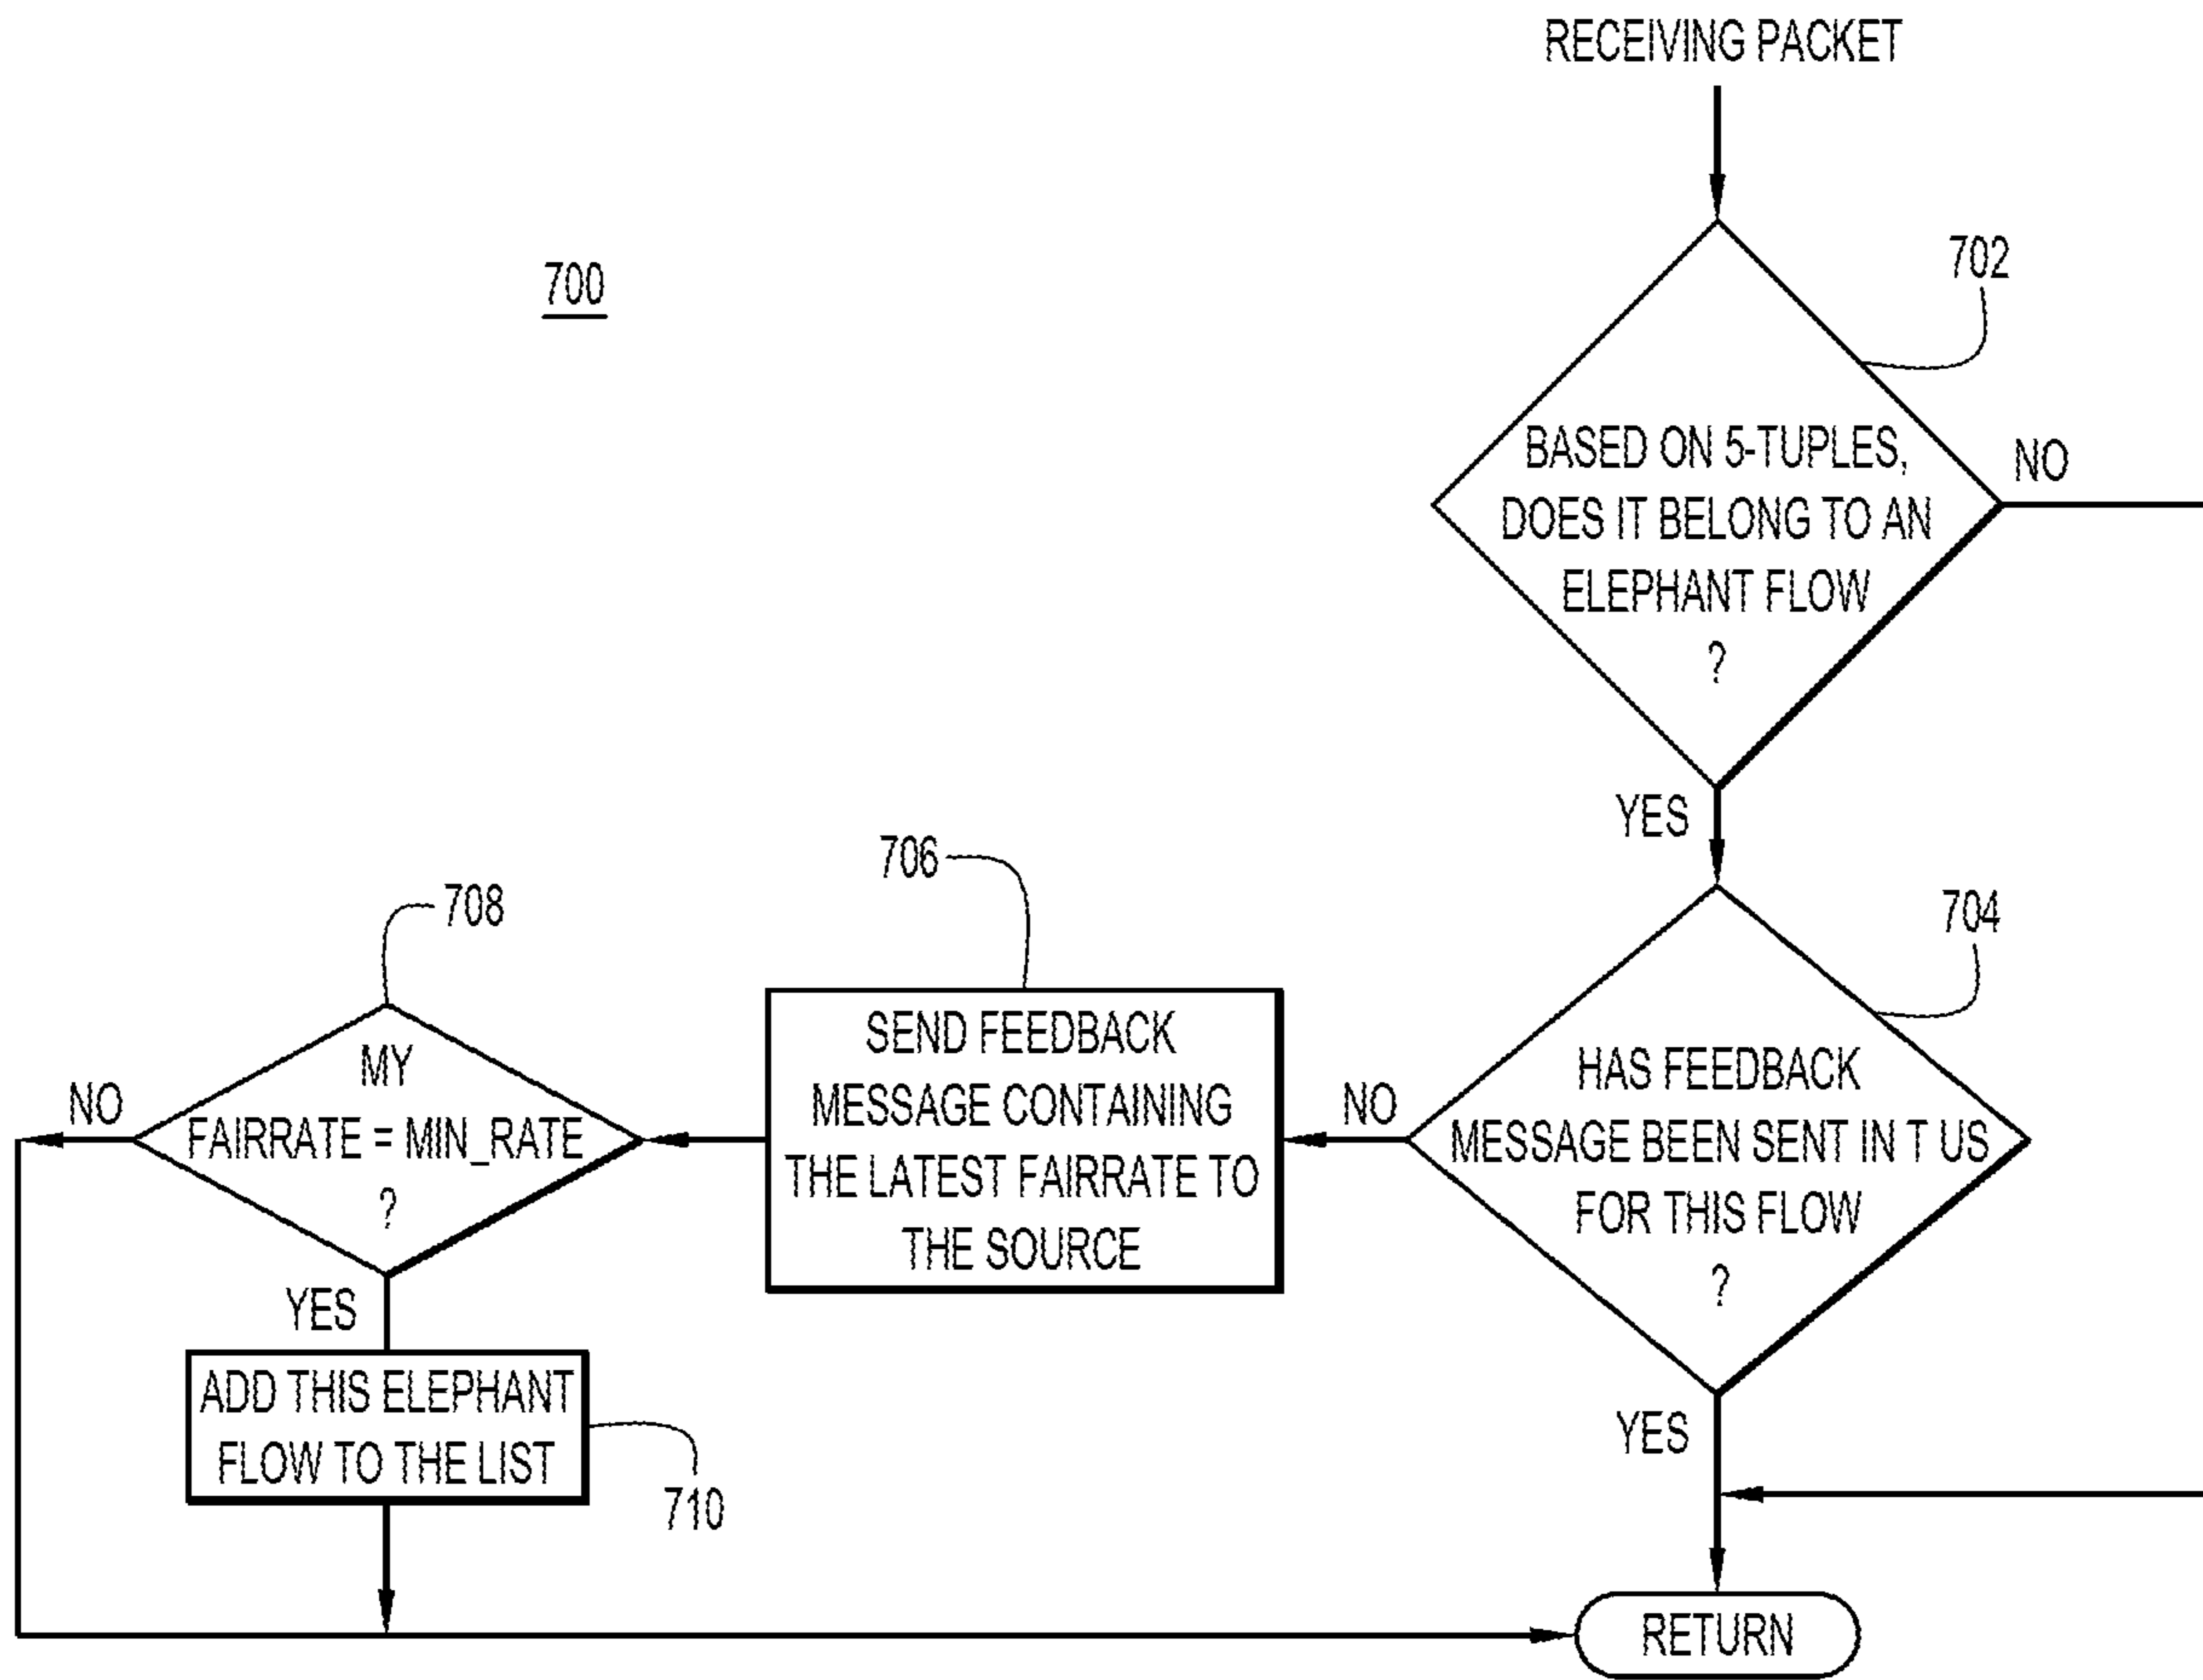 RECEIVING PACKET
700
702
BASED ON 5-TUPLES,
DOES IT BELONG TO AN
ELEPHANT FLOW
?
NO
YES
704
HAS FEEDBACK
MESSAGE BEEN SENT IN T US
FOR THIS FLOW
?
NO
YES
706
SEND FEEDBACK
MESSAGE CONTAINING
THE LATEST FAIRRATE TO
THE SOURCE
708
MY
FAIRRATE = MIN_RATE
?
NO
YES
ADD THIS ELEPHANT
FLOW TO THE LIST
710
RETURN